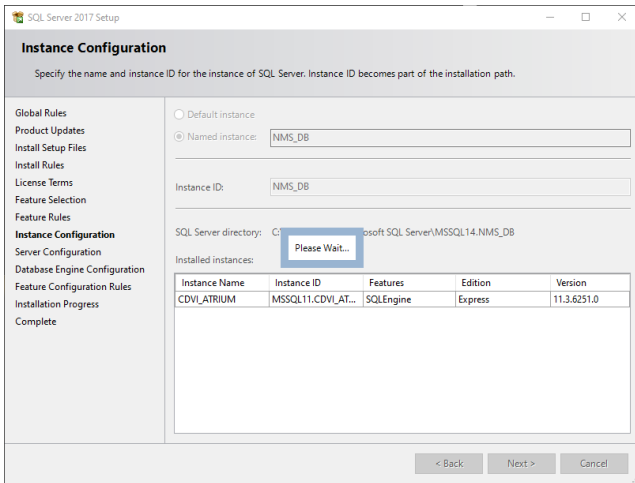 SQL Server 2017 Setup
Instance Configuration
Specify the name and instance ID for the instance of SQL Server. Instance ID becomes part of the installation path.
Global Rules
Product Updates
Install Setup Files
Install Rules
License Terms
Feature Selection
Feature Rules
Instance Configuration
Server Configuration
Database Engine Configuration
Feature Configuration Rules
Installation Progress
Complete
Default instance
Named instance: NMS_DB
Instance ID: NMS_DB
SQL Server directory: C: osoft SQL Server\MSSQL14.NMS_DB
Please Wait...
Installed instances:
Instance Name Instance ID Features Edition Version
CDVI_ATRIUM MSSQL11.CDVI_AT... SQLEngine Express 11.3.6251.0
< Back Next > Cancel